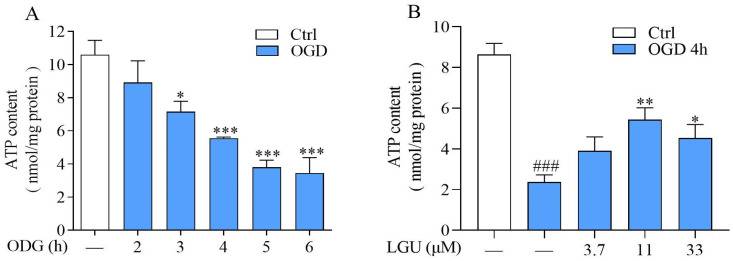 A
Ctrl
OGD
ATP content
( nmol/mg protein)
12
10
8
6
4
2
0
*
***
***
***
ODG (h) — 2 3 4 5 6
B
Ctrl
OGD 4h
ATP content
( nmol/mg protein)
10
8
6
4
2
0
###
**
*
LGU (μM) — — 3.7 11 33